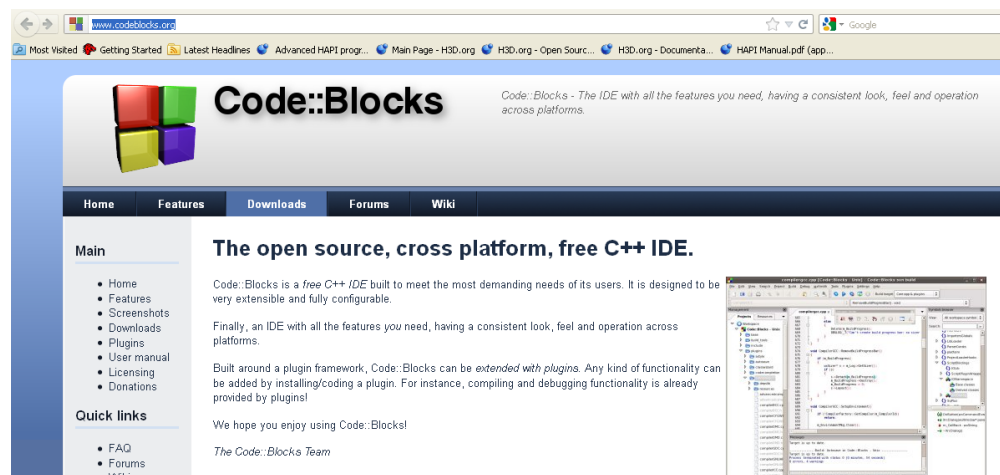 www.codeblocks.org
Google
Most Visited Getting Started Latest Headlines Advanced HAPI progr... Main Page - H3D.org H3D.org - Open Sourc... H3D.org - Documenta... HAPI Manual.pdf (app...
Code::Blocks
Code::Blocks - The IDE with all the features you need, having a consistent look, feel and operation
across platforms.
Home Features Downloads Forums Wiki
Main
Home
Features
Screenshots
Downloads
Plugins
User manual
Licensing
Donations
Quick links
FAQ
Forums
The open source, cross platform, free C++ IDE.
Code::Blocks is a free C++ IDE built to meet the most demanding needs of its users. It is designed to be
very extensible and fully configurable.
Finally, an IDE with all the features you need, having a consistent look, feel and operation across
platforms.
Built around a plugin framework, Code::Blocks can be extended with plugins. Any kind of functionality can
be added by installing/coding a plugin. For instance, compiling and debugging functionality is already
provided by plugins!
We hope you enjoy using Code::Blocks!
The Code::Blocks Team